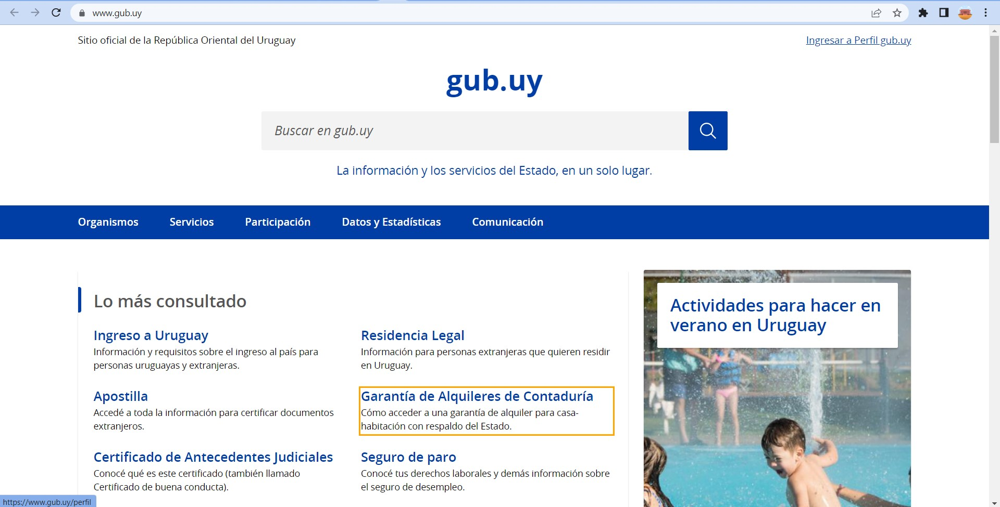 www.gub.uy
Sitio oficial de la República Oriental del Uruguay
Ingresar a Perfil gub.uy
gub.uy
Buscar en gub.uy
La información y los servicios del Estado, en un solo lugar.
Organismos
Servicios
Participación
Datos y Estadísticas
Comunicación
Lo más consultado
Ingreso a Uruguay
Información y requisitos sobre el ingreso al país para
personas uruguayas y extranjeras.
Residencia Legal
Información para personas extranjeras que quieren residir
en Uruguay.
Apostilla
Accedé a toda la información para certificar documentos
extranjeros.
Garantía de Alquileres de Contaduría
Cómo acceder a una garantía de alquiler para casa-
habitación con respaldo del Estado.
Certificado de Antecedentes Judiciales
Conocé qué es este certificado (también llamado
Certificado de buena conducta).
Seguro de paro
Conocé tus derechos laborales y demás información sobre
el seguro de desempleo.
Actividades para hacer en
verano en Uruguay
https://www.gub.uy/perfil